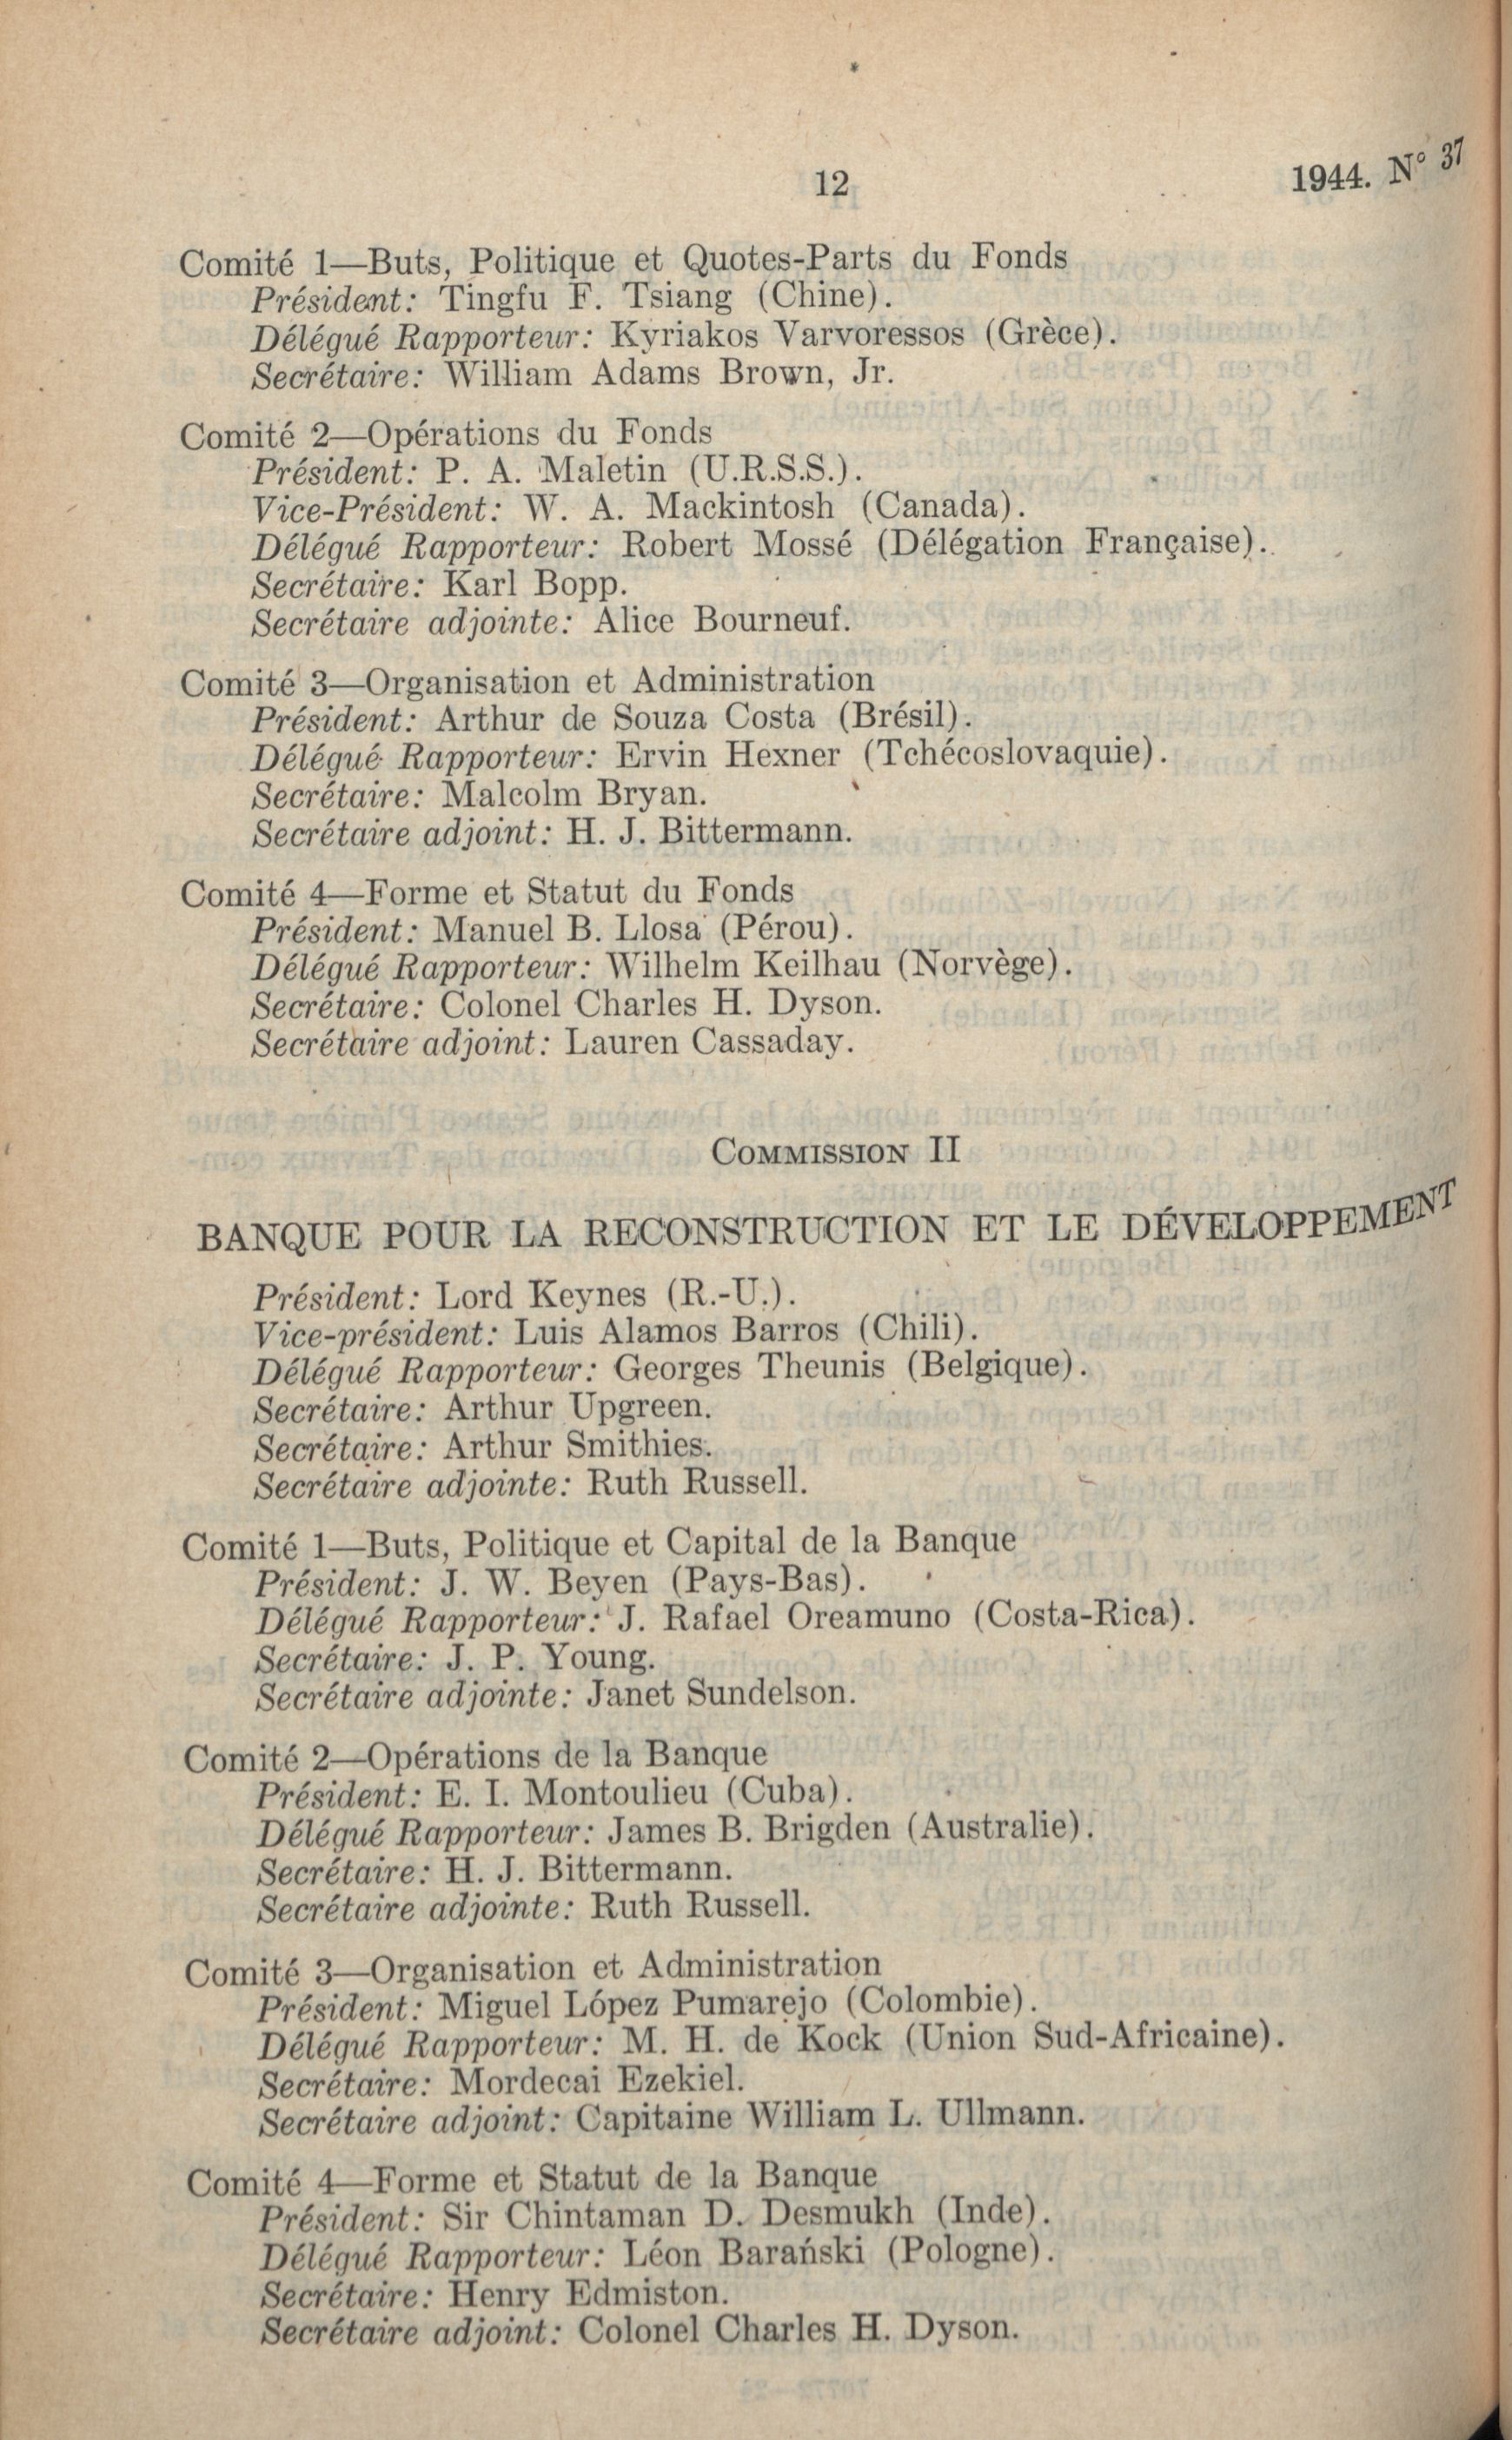 12
1944. N° 37
Comité 1—Buts, Politique et Quotes-Parts du Fonds
Président: Tingfu F. Tsiang (Chine).
Délégué Rapporteur: Kyriakos Varvoressos (Grèce).
Secrétaire: William Adams Brown, Jr.
Comité 2—Opérations du Fonds
Président: P. A. Maletin (U.R.S.S.).
Vice-Président: W. A. Mackintosh (Canada).
Délégué Rapporteur: Robert Mossé (Délégation Française).
Secrétaire: Karl Bopp.
Secrétaire adjointe: Alice Bourneuf.
Comité 3—Organisation et Administration
Président: Arthur de Souza Costa (Brésil).
Délégué Rapporteur: Ervin Hexner (Tchécoslovaquie).
Secrétaire: Malcolm Bryan.
Secrétaire adjoint: H. J. Bittermann.
Comité 4—Forme et Statut du Fonds
Président: Manuel B. Llosa (Pérou).
Délégué Rapporteur: Wilhelm Keilhau (Norvège).
Secrétaire: Colonel Charles H. Dyson.
Secrétaire adjoint: Lauren Cassaday.
COMMISSION II
BANQUE POUR LA RECONSTRUCTION ET LE DÉVELOPPEMENT
Président: Lord Keynes (R.-U.).
Vice-président: Luis Alamos Barros (Chili).
Délégué Rapporteur: Georges Theunis (Belgique).
Secrétaire: Arthur Upgreen.
Secrétaire: Arthur Smithies.
Secrétaire adjointe: Ruth Russell.
Comité 1—Buts, Politique et Capital de la Banque
Président: J. W. Beyen (Pays-Bas).
Délégué Rapporteur: J. Rafael Oreamuno (Costa-Rica).
Secrétaire: J. P. Young.
Secrétaire adjointe: Janet Sundelson.
Comité 2—Opérations de la Banque
Président: E. I. Montoulieu (Cuba).
Délégué Rapporteur: James B. Brigden (Australie).
Secrétaire: H. J. Bittermann.
Secrétaire adjointe: Ruth Russell.
Comité 3—Organisation et Administration
Président: Miguel López Pumarejo (Colombie).
Délégué Rapporteur: M. H. de Kock (Union Sud-Africaine).
Secrétaire: Mordecai Ezekiel.
Secrétaire adjoint: Capitaine William L. Ullmann.
Comité 4—Forme et Statut de la Banque
Président: Sir Chintaman D. Desmukh (Inde).
Délégué Rapporteur: Léon Barański (Pologne).
Secrétaire: Henry Edmiston.
Secrétaire adjoint: Colonel Charles H. Dyson.